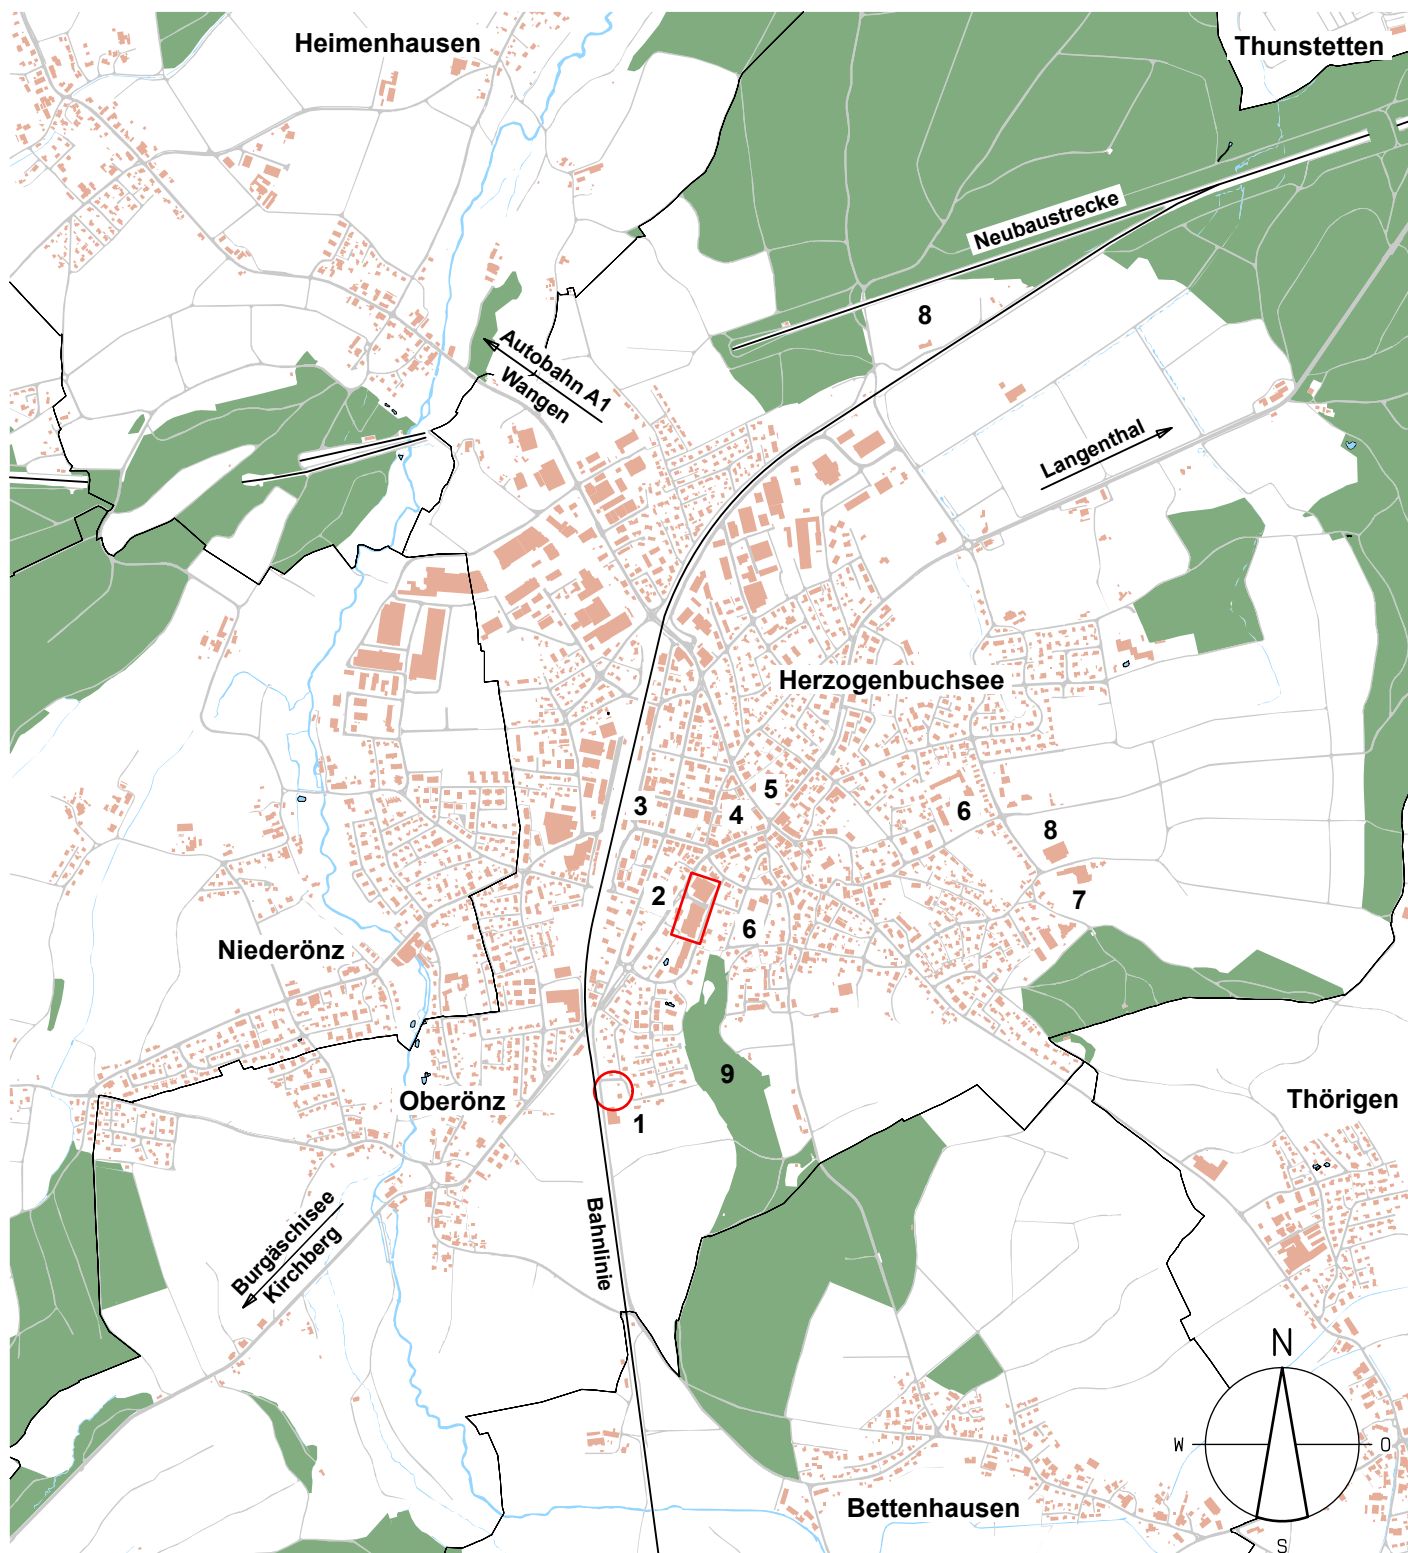 Heimenhausen
Thunstetten
Neubaustrecke
8
Autobahn A1
Wangen
Langenthal
Herzogenbuchsee
5
3
4
6
8
2
7
6
Niederönz
9
Oberönz
1
Thörigen
Burgäschisee
Kirchberg
Bahnlinie
N
W
O
S
Bettenhausen